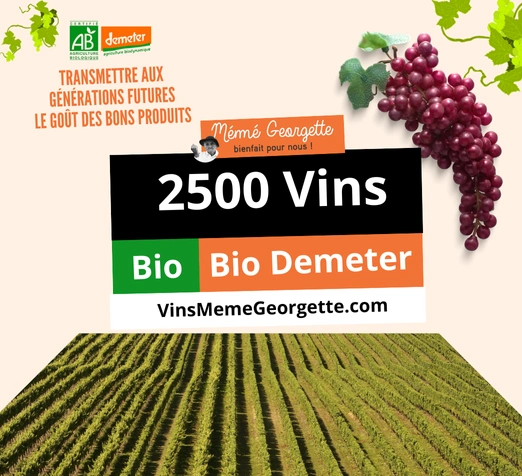 CERTIFIÉ
AB
AGRICULTURE
BIOLOGIQUE
demeter
agriculture biodynamique
TRANSMETTRE AUX
GÉNÉRATIONS FUTURES
LE GOÛT DES BONS PRODUITS
Mémé Georgette
bienfait pour nous !
2500 Vins
Bio
Bio Demeter
VinsMemeGeorgette.com